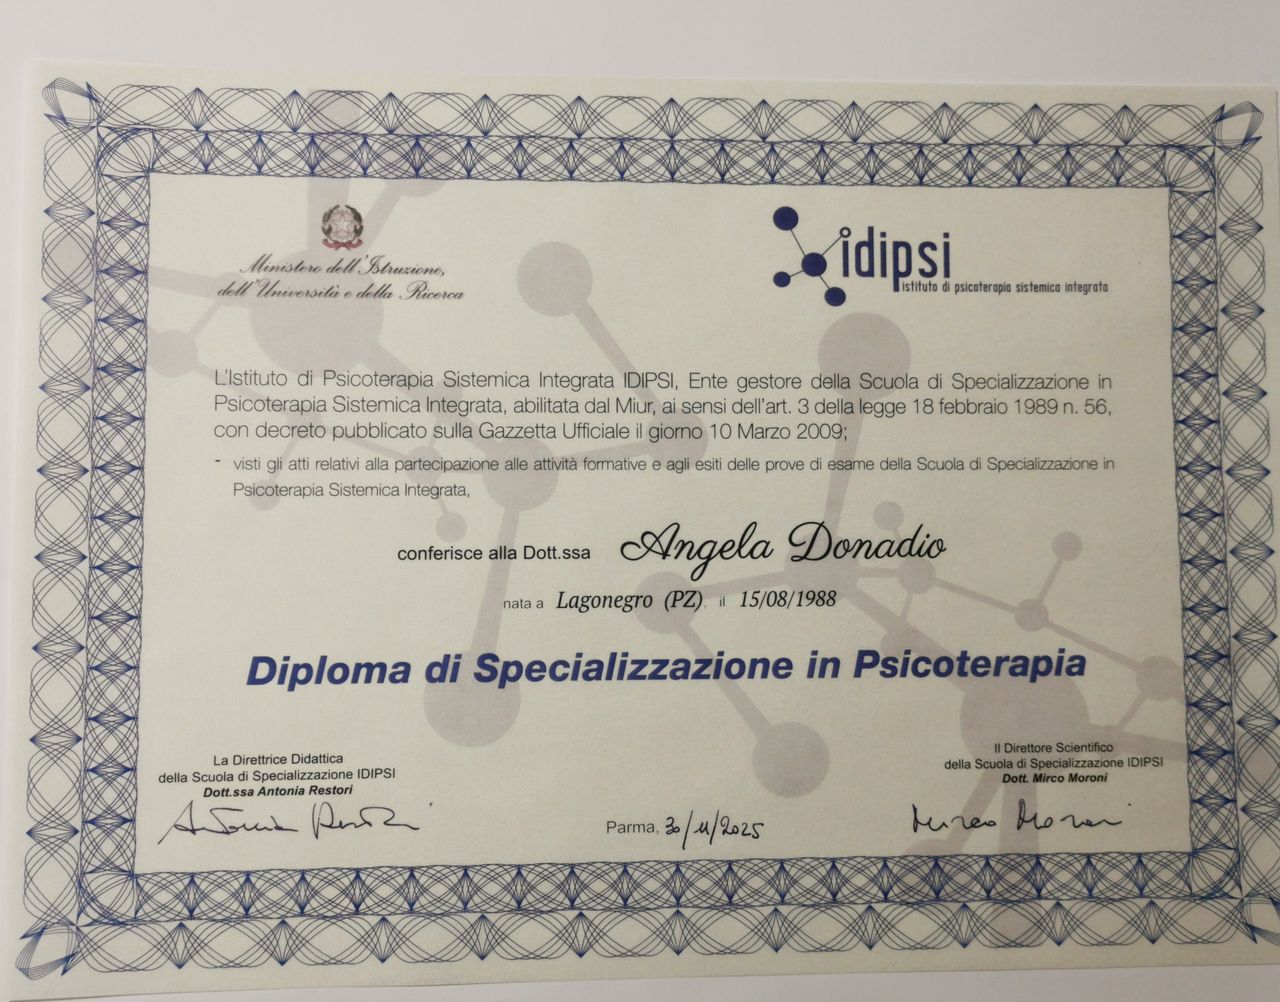 Ministero dell'Istruzione,
dell'Università e della Ricerca
idipsi
istituto di psicoterapia sistemica integrata
L'Istituto di Psicoterapia Sistemica Integrata IDIPSI, Ente gestore della Scuola di Specializzazione in
Psicoterapia Sistemica Integrata, abilitata dal Miur, ai sensi dell'art. 3 della legge 18 febbraio 1989 n. 56,
con decreto pubblicato sulla Gazzetta Ufficiale il giorno 10 Marzo 2009;
- visti gli atti relativi alla partecipazione alle attività formative e agli esiti delle prove di esame della Scuola di Specializzazione in
Psicoterapia Sistemica Integrata,
conferisce alla Dott.ssa Angela Donadio
nata a Lagonegro (PZ). il 15/08/1988
Diploma di Specializzazione in Psicoterapia
La Direttrice Didattica
della Scuola di Specializzazione IDIPSI
Dott.ssa Antonia Restori
Antonia Restori
Parma, 30/11/2025
Il Direttore Scientifico
della Scuola di Specializzazione IDIPSI
Dott. Mirco Moroni
Mirco Moroni